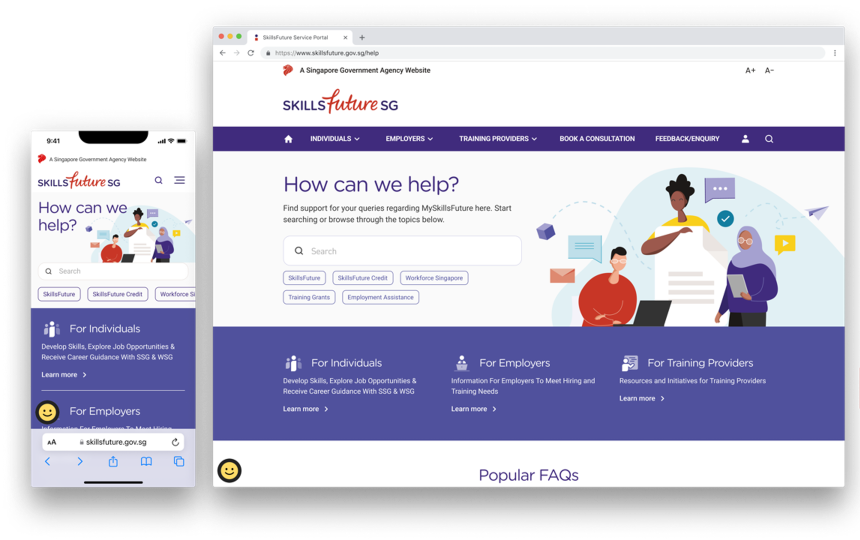 9:41
A Singapore Government Agency Website
SKILLSfuture SG
How can we
help?
Search
SkillsFuture
SkillsFuture Credit
Workforce Si
For Individuals
Develop Skills, Explore Job Opportunities &
Receive Career Guidance With SSG & WSG
Learn more
For Employers
Information For Employers To Meet Hiring
AA
skillsfuture.gov.sg
SkillsFuture Service Portal
https://www.skillsfuture.gov.sg/help
A Singapore Government Agency Website
A+ A-
SKILLSfuture SG
INDIVIDUALS EMPLOYERS TRAINING PROVIDERS BOOK A CONSULTATION FEEDBACK/ENQUIRY
How can we help?
Find support for your queries regarding MySkillsFuture here. Start
searching or browse through the topics below.
Search
SkillsFuture SkillsFuture Credit Workforce Singapore
Training Grants Employment Assistance
For Individuals
Develop Skills, Explore Job Opportunities &
Receive Career Guidance With SSG & WSG
Learn more
For Employers
Information For Employers To Meet Hiring and
Training Needs
Learn more
For Training Providers
Resources and Initiatives for Training Providers
Learn more
Popular FAQs